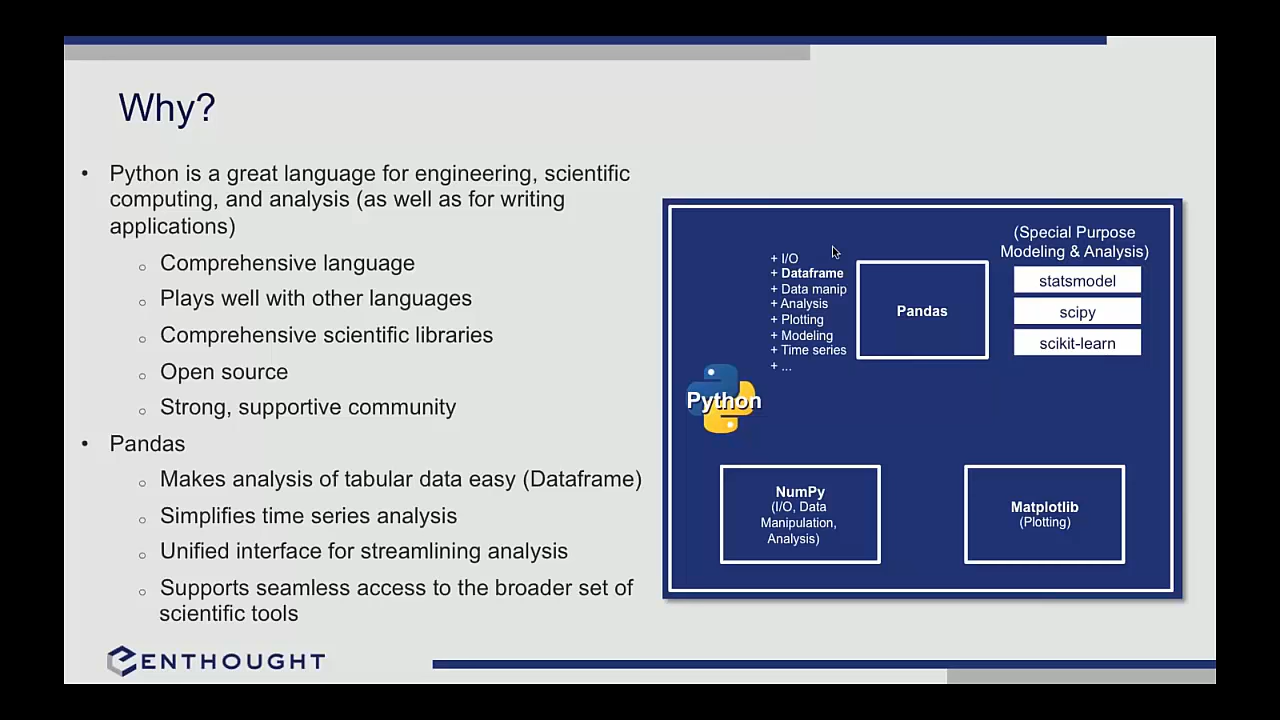 Why?
• Python is a great language for engineering, scientific
computing, and analysis (as well as for writing
applications)
○ Comprehensive language
○ Plays well with other languages
○ Comprehensive scientific libraries
○ Open source
○ Strong, supportive community
• Pandas
○ Makes analysis of tabular data easy (Dataframe)
○ Simplifies time series analysis
○ Unified interface for streamlining analysis
○ Supports seamless access to the broader set of
scientific tools
+ I/O
+ Dataframe
+ Data manip
+ Analysis
+ Plotting
+ Modeling
+ Time series
+ ...
Pandas
(Special Purpose
Modeling & Analysis)
statsmodel
scipy
scikit-learn
Python
NumPy
(I/O, Data
Manipulation,
Analysis)
Matplotlib
(Plotting)
ENTHOUGHT